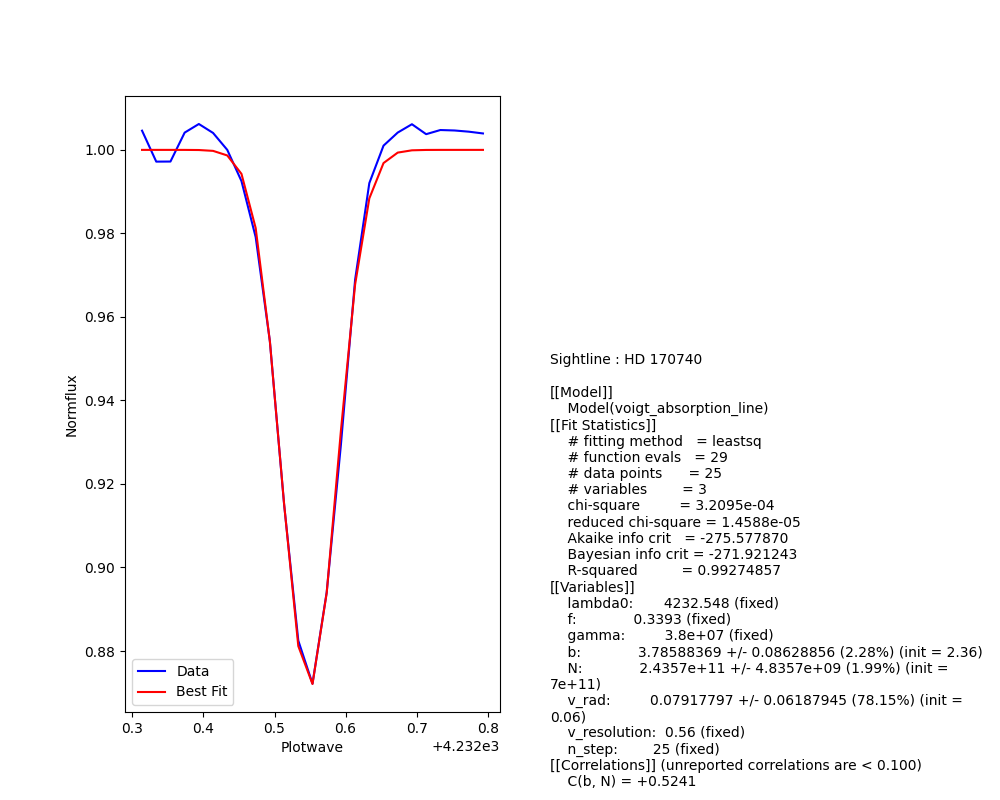 1.00
0.98
0.96
0.94
0.92
0.90
0.88
Normflux
Data
Best Fit
0.3 0.4 0.5 0.6 0.7 0.8
Plotwave
+4.232e3
Sightline : HD 170740
[[Model]]
Model(voigt_absorption_line)
[[Fit Statistics]]
# fitting method = leastsq
# function evals = 29
# data points = 25
# variables = 3
chi-square = 3.2095e-04
reduced chi-square = 1.4588e-05
Akaike info crit = -275.577870
Bayesian info crit = -271.921243
R-squared = 0.99274857
[[Variables]]
lambda0: 4232.548 (fixed)
f: 0.3393 (fixed)
gamma: 3.8e+07 (fixed)
b: 3.78588369 +/- 0.08628856 (2.28%) (init = 2.36)
N: 2.4357e+11 +/- 4.8357e+09 (1.99%) (init =
7e+11)
v_rad: 0.07917797 +/- 0.06187945 (78.15%) (init =
0.06)
v_resolution: 0.56 (fixed)
n_step: 25 (fixed)
[[Correlations]] (unreported correlations are < 0.100)
C(b, N) = +0.5241